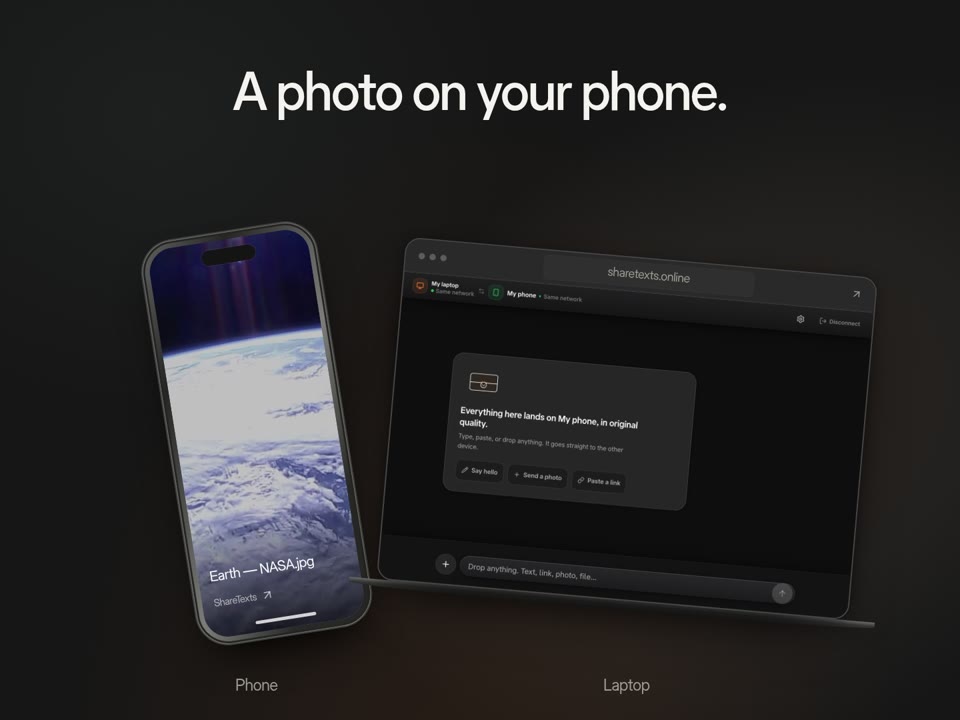 A photo on your phone.
sharetexts.online
My laptop
Same network
My phone
Same network
Disconnect
Everything here lands on My phone, in original
quality.
Type, paste, or drop anything. It goes straight to the other
device.
Say hello
Send a photo
Paste a link
Drop anything. Text, link, photo, file...
Earth — NASA.jpg
ShareTexts
Phone
Laptop